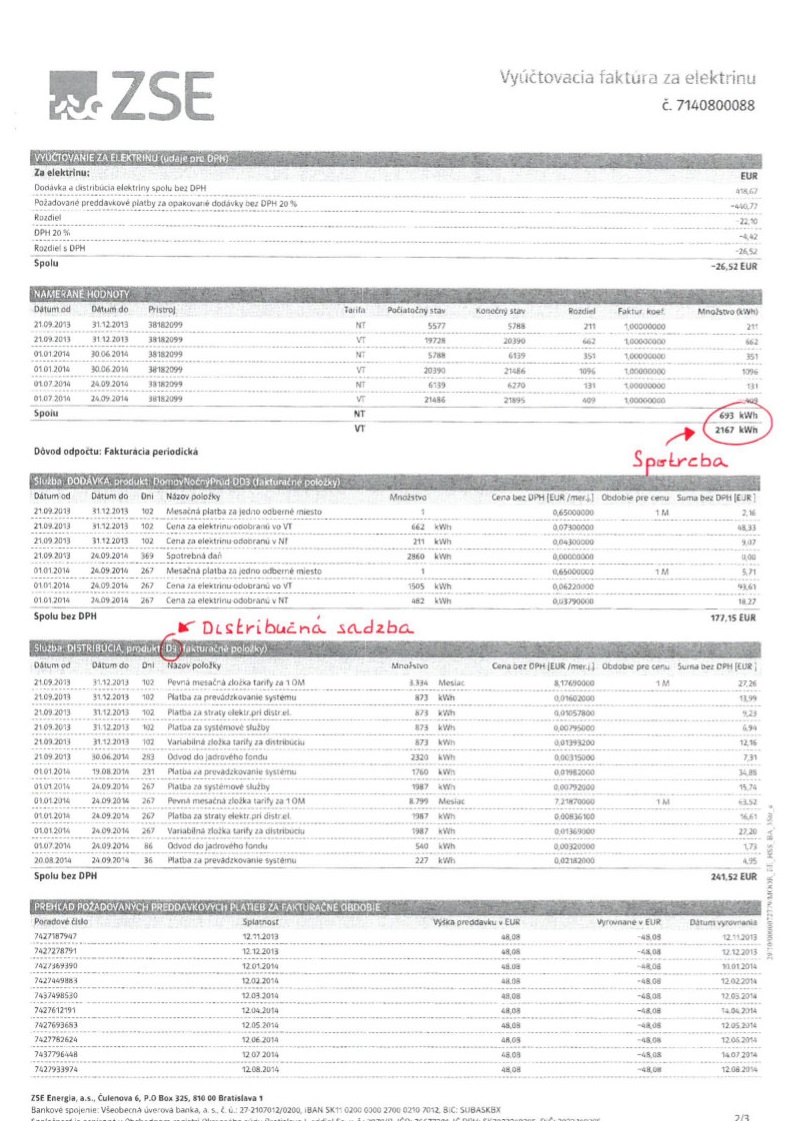 ZSE
Vyúčtovacia faktúra za elektrinu
č. 7140800088
VYÚČTOVANIE ZA ELEKTRINU (údaje pre DPH)
Za elektrinu: EUR
Dodávka a distribúcia elektriny spolu bez DPH 418,67
Požadované preddavkové platby za opakované dodávky bez DPH 20 % -440,77
Rozdiel -22,10
DPH 20 % -4,42
Rozdiel s DPH -26,52
Spolu -26,52 EUR
NAMERANÉ HODNOTY
Dátum od Dátum do Prístroj Tarifa Počiatočný stav Konečný stav Rozdiel Faktur. koef. Množstvo (kWh)
21.09.2013 31.12.2013 38182099 NT 5577 5788 211 1,00000000 211
21.09.2013 31.12.2013 38182099 VT 19728 20390 662 1,00000000 662
01.01.2014 30.06.2014 38182099 NT 5788 6139 351 1,00000000 351
01.01.2014 30.06.2014 38182099 VT 20390 21486 1096 1,00000000 1096
01.07.2014 24.09.2014 38182099 NT 6139 6270 131 1,00000000 131
01.07.2014 24.09.2014 38182099 VT 21486 21895 409 1,00000000 409
Spolu NT 693 kWh
VT 2167 kWh
Dôvod odpočtu: Fakturácia periodická
Spotreba
Služba: DODÁVKA, produkt: DomovNočnýPrúd DD3 (fakturačné položky)
Dátum od Dátum do Dni Názov položky Množstvo Cena bez DPH [EUR /mer.j.] Obdobie pre cenu Suma bez DPH [EUR]
21.09.2013 31.12.2013 102 Mesačná platba za jedno odberné miesto 1 0,65000000 1 M 2,16
21.09.2013 31.12.2013 102 Cena za elektrinu odobranú vo VT 662 kWh 0,07300000 48,33
21.09.2013 31.12.2013 102 Cena za elektrinu odobranú v NT 211 kWh 0,04300000 9,07
21.09.2013 24.09.2014 369 Spotrebná daň 2860 kWh 0,00000000 0,00
01.01.2014 24.09.2014 267 Mesačná platba za jedno odberné miesto 1 0,65000000 1 M 5,71
01.01.2014 24.09.2014 267 Cena za elektrinu odobranú vo VT 1505 kWh 0,06220000 93,61
01.01.2014 24.09.2014 267 Cena za elektrinu odobranú v NT 482 kWh 0,03790000 18,27
Spolu bez DPH 177,15 EUR
Distribučná sadzba
Služba: DISTRIBÚCIA, produkt: D3 (fakturačné položky)
Dátum od Dátum do Dni Názov položky Množstvo Cena bez DPH [EUR /mer.j.] Obdobie pre cenu Suma bez DPH [EUR]
21.09.2013 31.12.2013 102 Pevná mesačná zložka tarify za 1 OM 3.334 Mesiac 8,17690000 1 M 27,26
21.09.2013 31.12.2013 102 Platba za prevádzkovanie systému 873 kWh 0,01602000 13,99
21.09.2013 31.12.2013 102 Platba za straty elektr.pri distr.el. 873 kWh 0,01057800 9,23
21.09.2013 31.12.2013 102 Platba za systémové služby 873 kWh 0,00795000 6,94
21.09.2013 31.12.2013 102 Variabilná zložka tarify za distribúciu 873 kWh 0,01393200 12,16
21.09.2013 30.06.2014 283 Odvod do jadrového fondu 2320 kWh 0,00315000 7,31
01.01.2014 19.08.2014 231 Platba za prevádzkovanie systému 1760 kWh 0,01982000 34,88
01.01.2014 24.09.2014 267 Platba za systémové služby 1987 kWh 0,00792000 15,74
01.01.2014 24.09.2014 267 Pevná mesačná zložka tarify za 1 OM 8.799 Mesiac 7,21870000 1 M 63,52
01.01.2014 24.09.2014 267 Platba za straty elektr.pri distr.el. 1987 kWh 0,00836100 16,61
01.01.2014 24.09.2014 267 Variabilná zložka tarify za distribúciu 1987 kWh 0,01369000 27,20
01.07.2014 24.09.2014 86 Odvod do jadrového fondu 540 kWh 0,00320000 1,73
20.08.2014 24.09.2014 36 Platba za prevádzkovanie systému 227 kWh 0,02182000 4,95
Spolu bez DPH 241,52 EUR
PREHĽAD POŽADOVANÝCH PREDDAVKOVÝCH PLATIEB ZA FAKTURAČNÉ OBDOBIE
Poradové číslo Splatnosť Výška preddavku v EUR Vyrovnané v EUR Dátum vyrovnania
7427187947 12.11.2013 48,08 -48,08 12.11.2013
7427278791 12.12.2013 48,08 -48,08 12.12.2013
7427369390 12.01.2014 48,08 -48,08 10.01.2014
7427449883 12.02.2014 48,08 -48,08 12.02.2014
7437498530 12.03.2014 48,08 -48,08 12.03.2014
7427612191 12.04.2014 48,08 -48,08 14.04.2014
7427693683 12.05.2014 48,08 -48,08 12.05.2014
7427782624 12.06.2014 48,08 -48,08 12.06.2014
7437796448 12.07.2014 48,08 -48,08 14.07.2014
7427933974 12.08.2014 48,08 -48,08 12.08.2014
ZSE Energia, a.s., Čulenova 6, P.O Box 325, 810 00 Bratislava 1
Bankové spojenie: Všeobecná úverová banka, a. s., č. ú.: 27-2107012/0200, IBAN SK11 0200 0000 2700 0210 7012, BIC: SUBASKBX
2/3